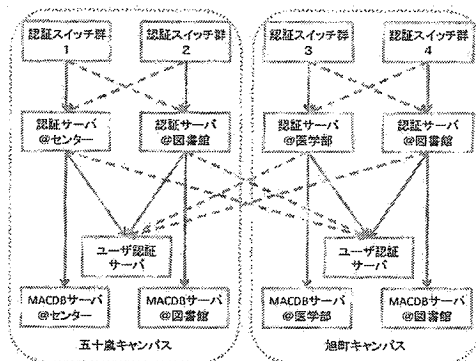 認証スイッチ群
1
認証スイッチ群
2
認証スイッチ群
3
認証スイッチ群
4
認証サーバ
@センター
認証サーバ
@図書館
認証サーバ
@医学部
認証サーバ
@図書館
ユーザ認証
サーバ
ユーザ認証
サーバ
MACDBサーバ
@センター
MACDBサーバ
@図書館
MACDBサーバ
@医学部
MACDBサーバ
@図書館
五十嵐キャンパス
旭町キャンパス